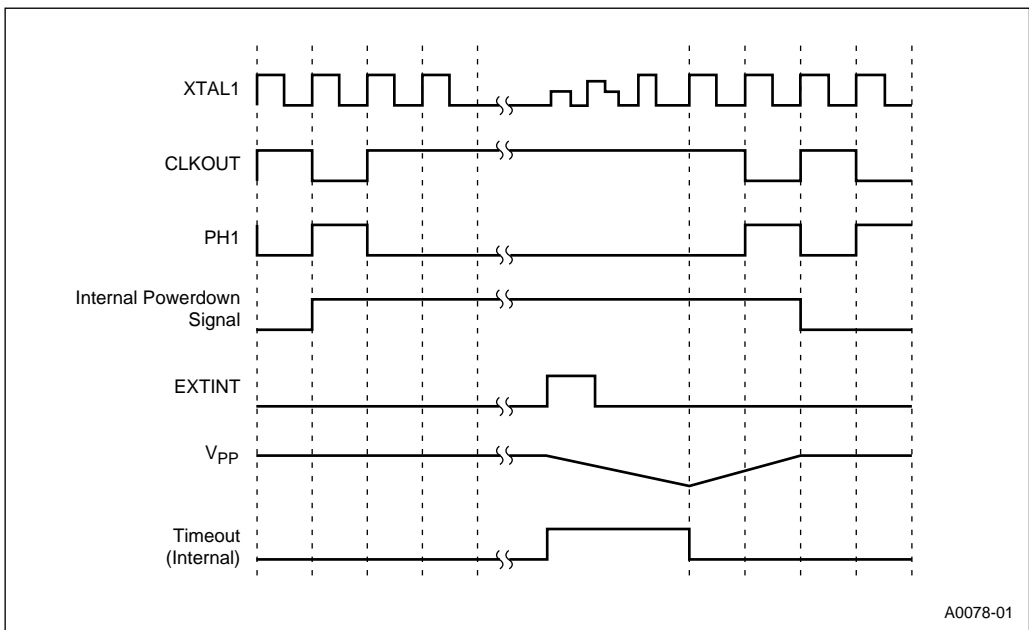 XTAL1
CLKOUT
PH1
Internal Powerdown
Signal
EXTINT
VPP
Timeout
(Internal)
A0078-01